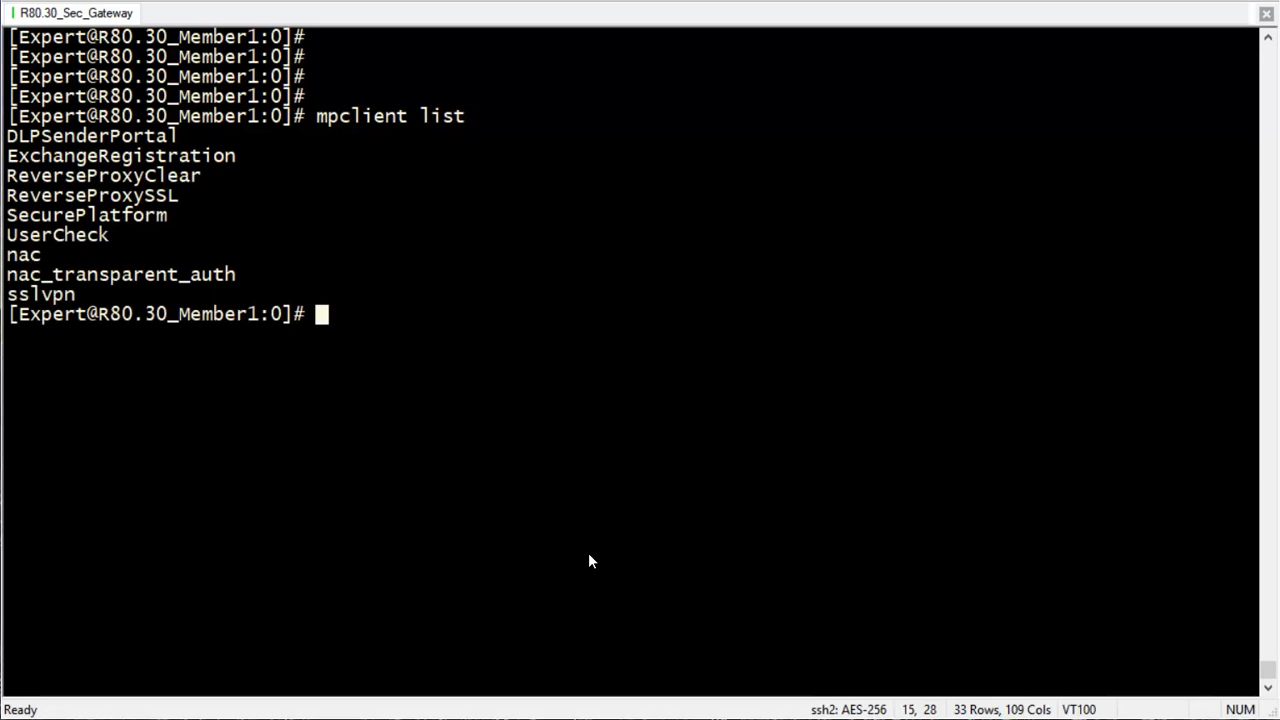 R80.30_Sec_Gateway
[Expert@R80.30_Member1:0]#
[Expert@R80.30_Member1:0]#
[Expert@R80.30_Member1:0]#
[Expert@R80.30_Member1:0]#
[Expert@R80.30_Member1:0]# mpclient list
DLPSenderPortal
ExchangeRegistration
ReverseProxyClear
ReverseProxySSL
SecurePlatform
UserCheck
nac
nac_transparent_auth
sslvpn
[Expert@R80.30_Member1:0]#
Ready ssh2: AES-256 15, 28 33 Rows, 109 Cols VT100 NUM